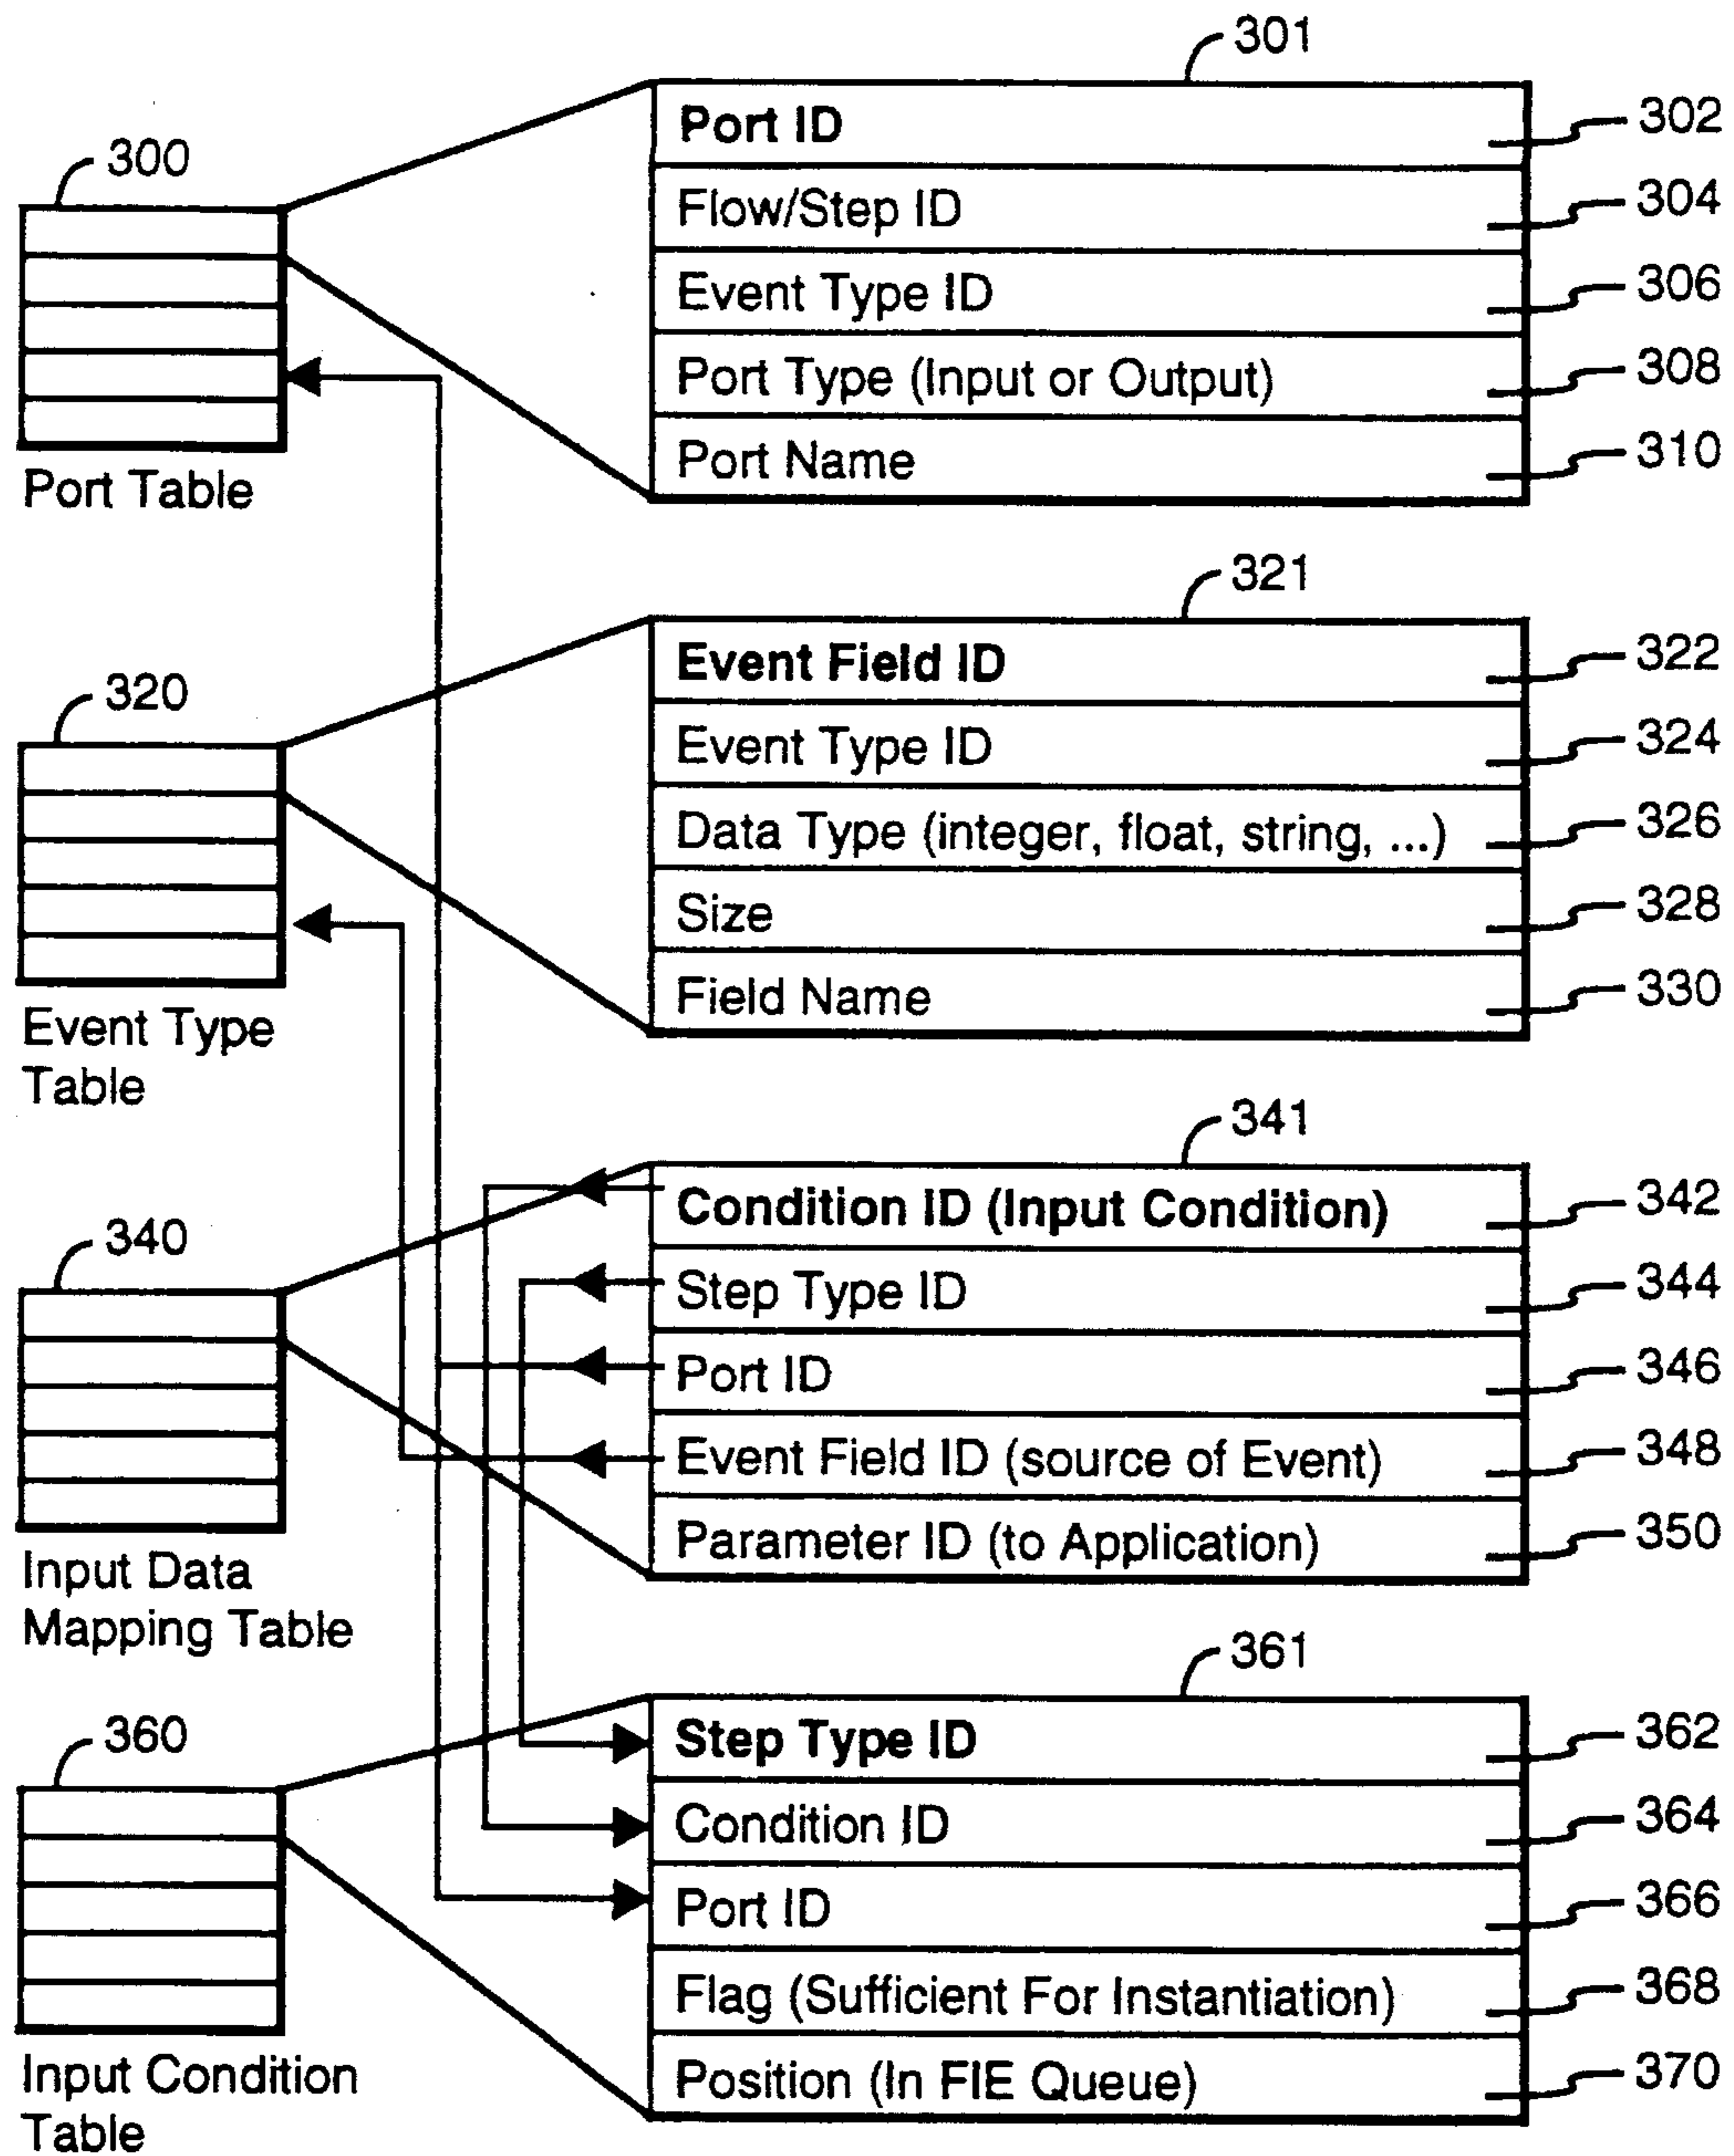 301
Port ID
302
300
Flow/Step ID
304
Event Type ID
306
Port Type (Input or Output)
308
Port Name
310
Port Table
321
Event Field ID
322
320
Event Type ID
324
Data Type (integer, float, string, ...)
326
Size
328
Field Name
330
Event Type
Table
341
Condition ID (Input Condition)
342
340
Step Type ID
344
Port ID
346
Event Field ID (source of Event)
348
Parameter ID (to Application)
350
Input Data
Mapping Table
361
Step Type ID
362
360
Condition ID
364
Port ID
366
Flag (Sufficient For Instantiation)
368
Position (In FIE Queue)
370
Input Condition
Table